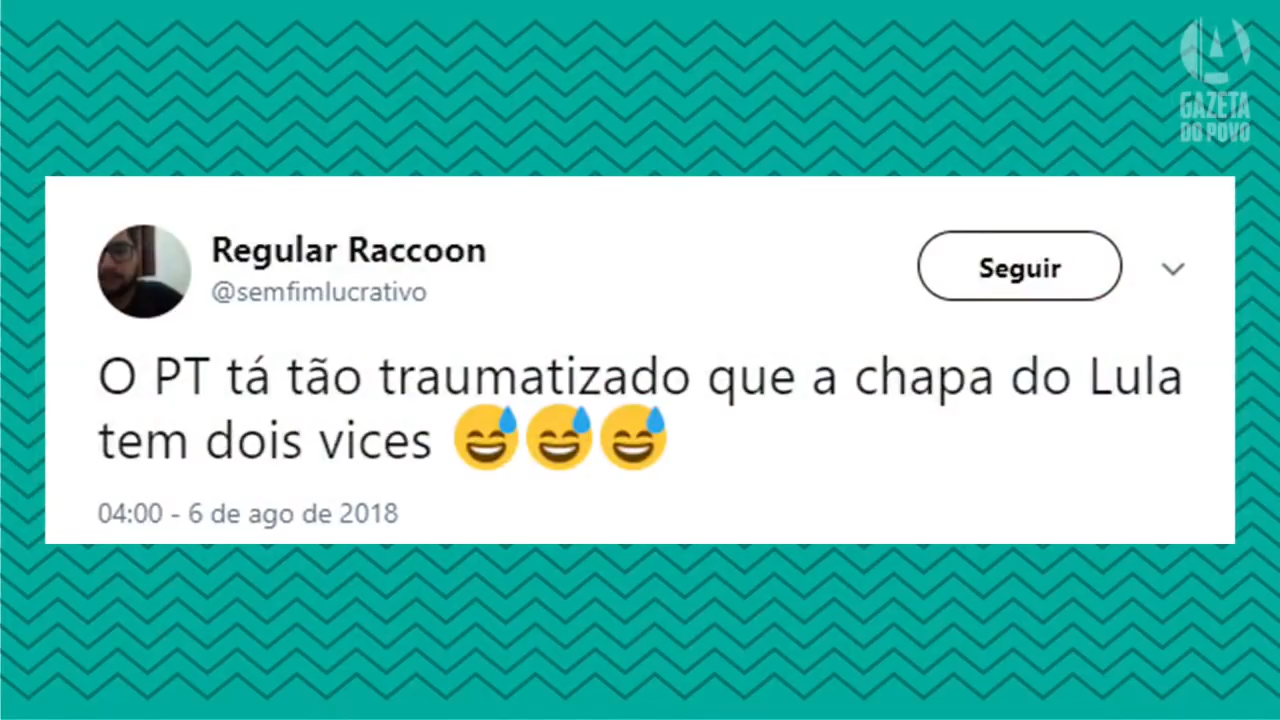 GAZETA
DO POVO
Regular Raccoon
@semfimlucrativo
Seguir
O PT tá tão traumatizado que a chapa do Lula
tem dois vices 😅😅😅
04:00 - 6 de ago de 2018